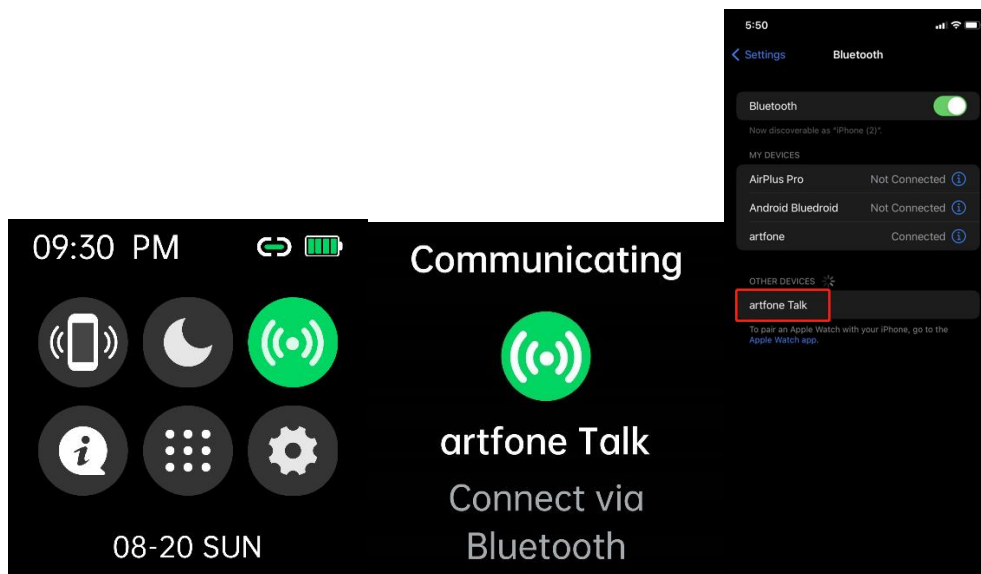 09:30 PM
08-20 SUN
Communicating
artfone Talk
Connect via
Bluetooth
5:50
Settings
Bluetooth
Bluetooth
Now discoverable as "iPhone (2)".
MY DEVICES
AirPlus Pro Not Connected
Android Bluedroid Not Connected
artfone Connected
OTHER DEVICES
artfone Talk
To pair an Apple Watch with your iPhone, go to the
Apple Watch app.